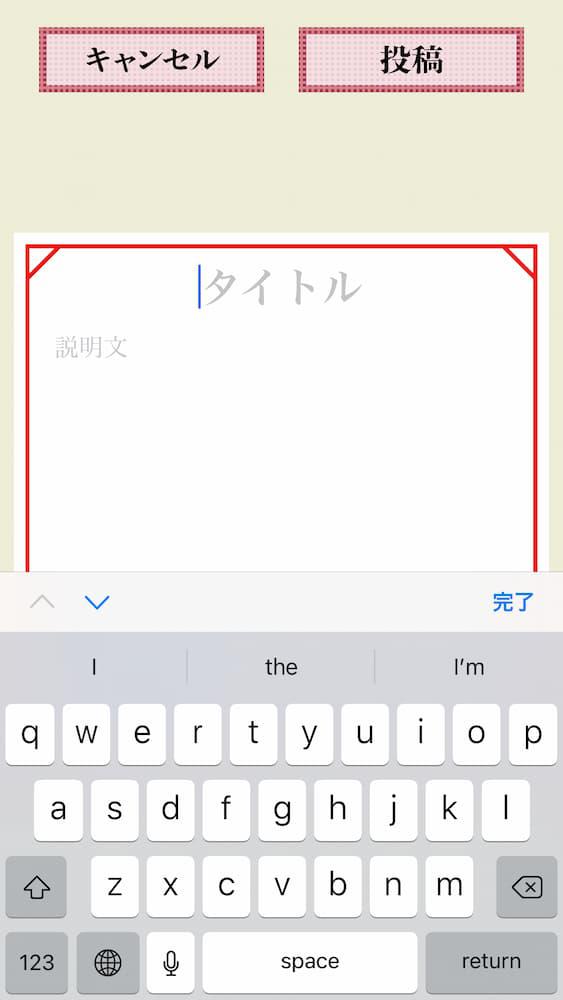 キャンセル 投稿
タイトル
説明文
完了
I the I’m
q w e r t y u i o p
a s d f g h j k l
z x c v b n m
123 space return